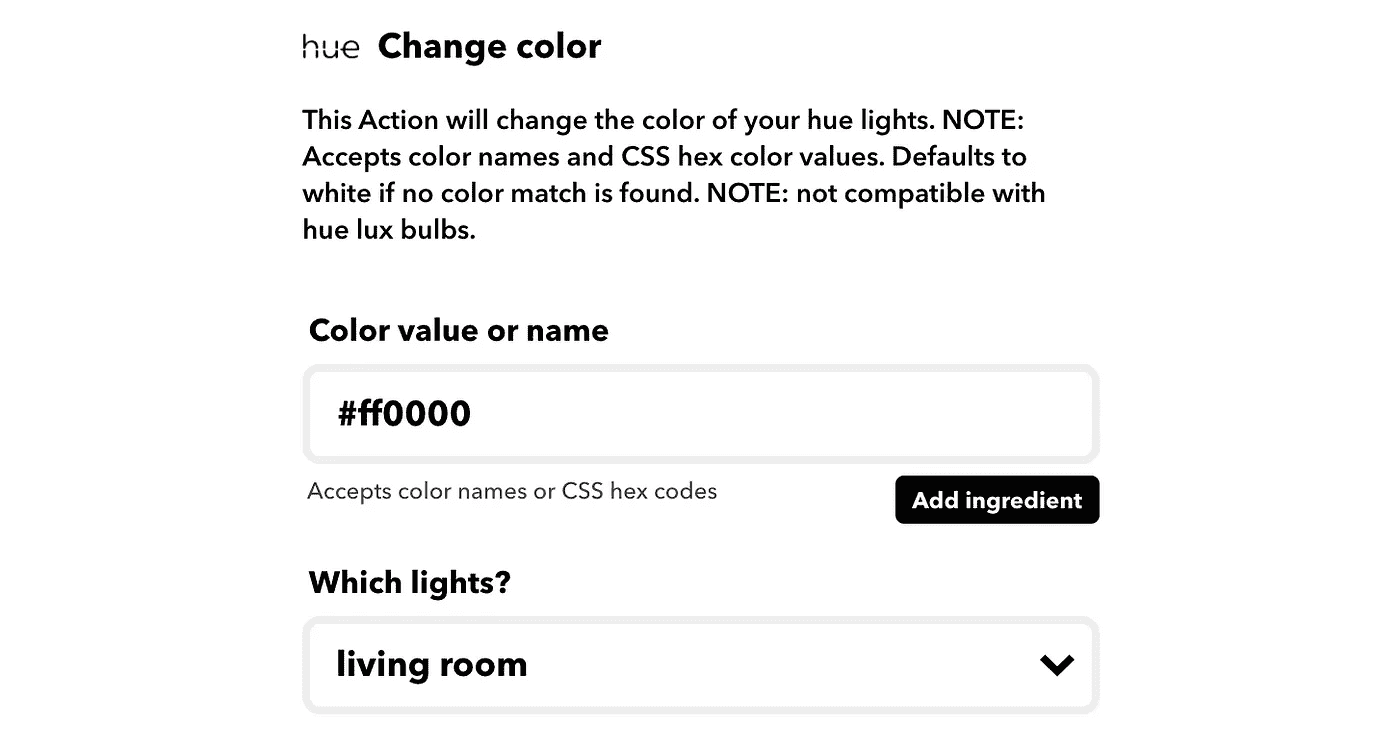 hue Change color
This Action will change the color of your hue lights. NOTE:
Accepts color names and CSS hex color values. Defaults to
white if no color match is found. NOTE: not compatible with
hue lux bulbs.
Color value or name
#ff0000
Accepts color names or CSS hex codes
Add ingredient
Which lights?
living room